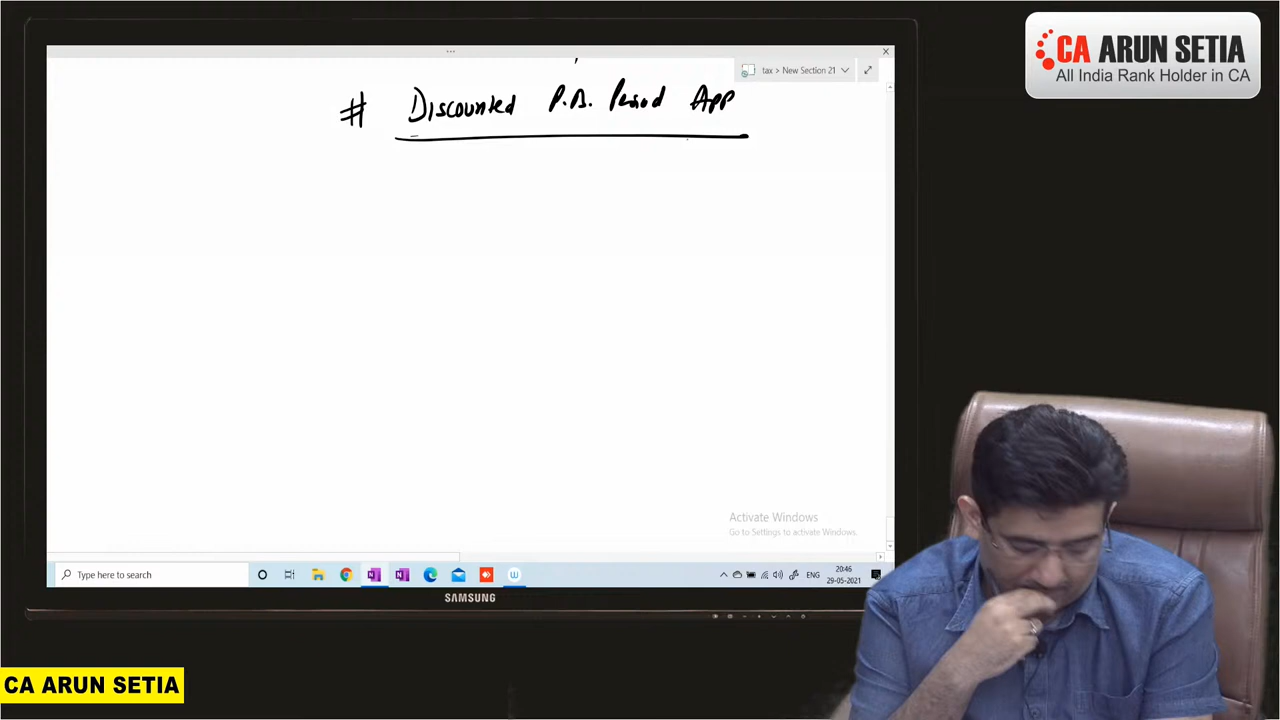 CA ARUN SETIA
All India Rank Holder in CA
tax > New Section 21
# Discounted P.B. Period App
Activate Windows
Go to Settings to activate Windows.
Type here to search
ENG
20:46
29-05-2021
SAMSUNG
CA ARUN SETIA